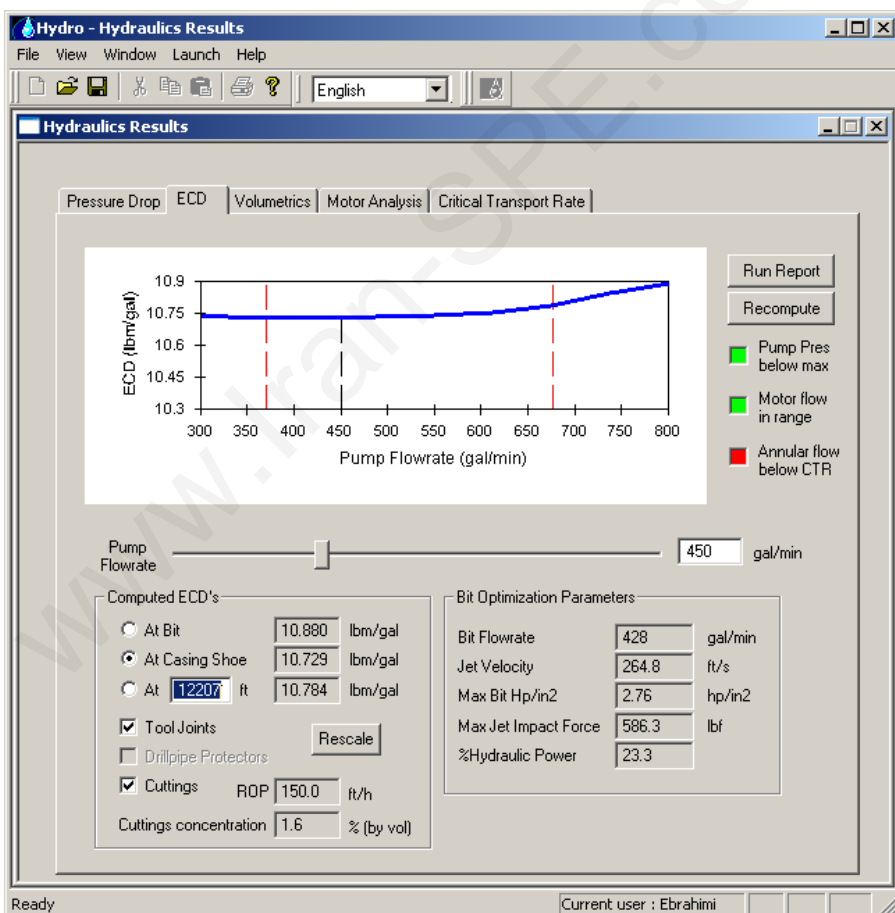 Hydro - Hydraulics Results
File View Window Launch Help
English
Hydraulics Results
Pressure Drop ECD Volumetrics Motor Analysis Critical Transport Rate
ECD (lbm/gal)
10.9
10.75
10.6
10.45
10.3
300 350 400 450 500 550 600 650 700 750 800
Pump Flowrate (gal/min)
Run Report
Recompute
Pump Pres
below max
Motor flow
in range
Annular flow
below CTR
Pump
Flowrate
450 gal/min
Computed ECD's
At Bit 10.880 lbm/gal
At Casing Shoe 10.729 lbm/gal
At 12207 ft 10.784 lbm/gal
Tool Joints
Drillpipe Protectors
Rescale
Cuttings ROP 150.0 ft/h
Cuttings concentration 1.6 % (by vol)
Bit Optimization Parameters
Bit Flowrate 428 gal/min
Jet Velocity 264.8 ft/s
Max Bit Hp/in2 2.76 hp/in2
Max Jet Impact Force 586.3 lbf
%Hydraulic Power 23.3
Ready
Current user : Ebrahimi
www.Iran-SPE.co